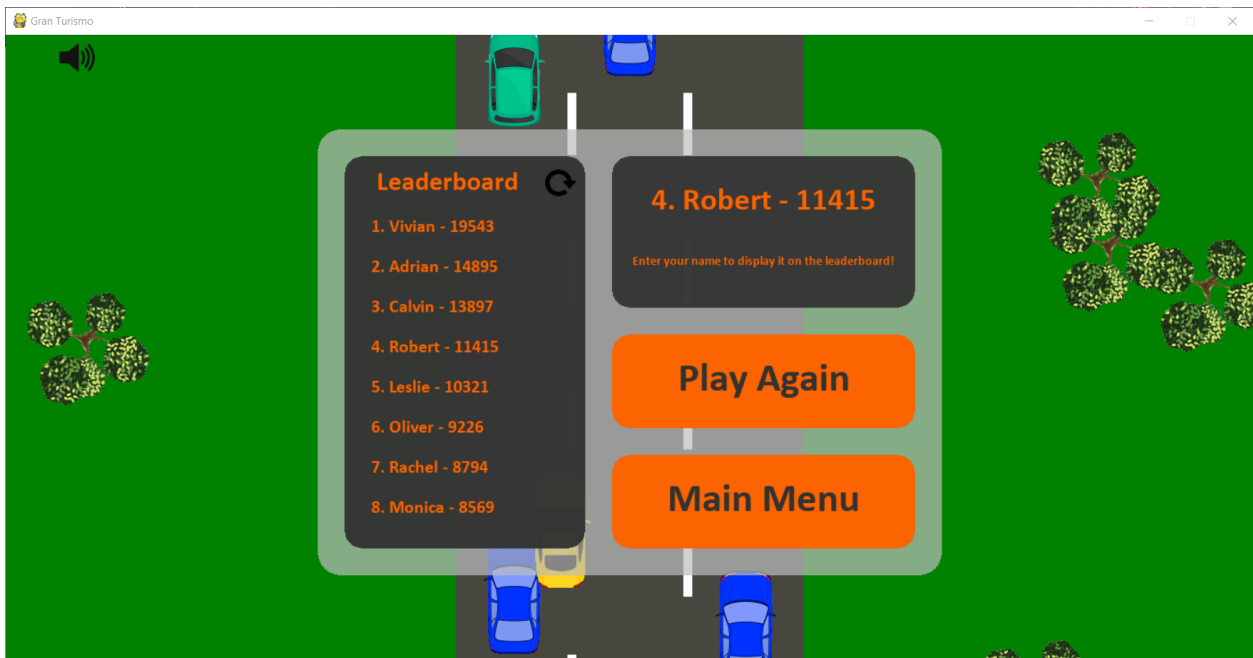 Gran Turismo
Leaderboard
1. Vivian - 19543
2. Adrian - 14895
3. Calvin - 13897
4. Robert - 11415
5. Leslie - 10321
6. Oliver - 9226
7. Rachel - 8794
8. Monica - 8569
4. Robert - 11415
Enter your name to display it on the leaderboard!
Play Again
Main Menu